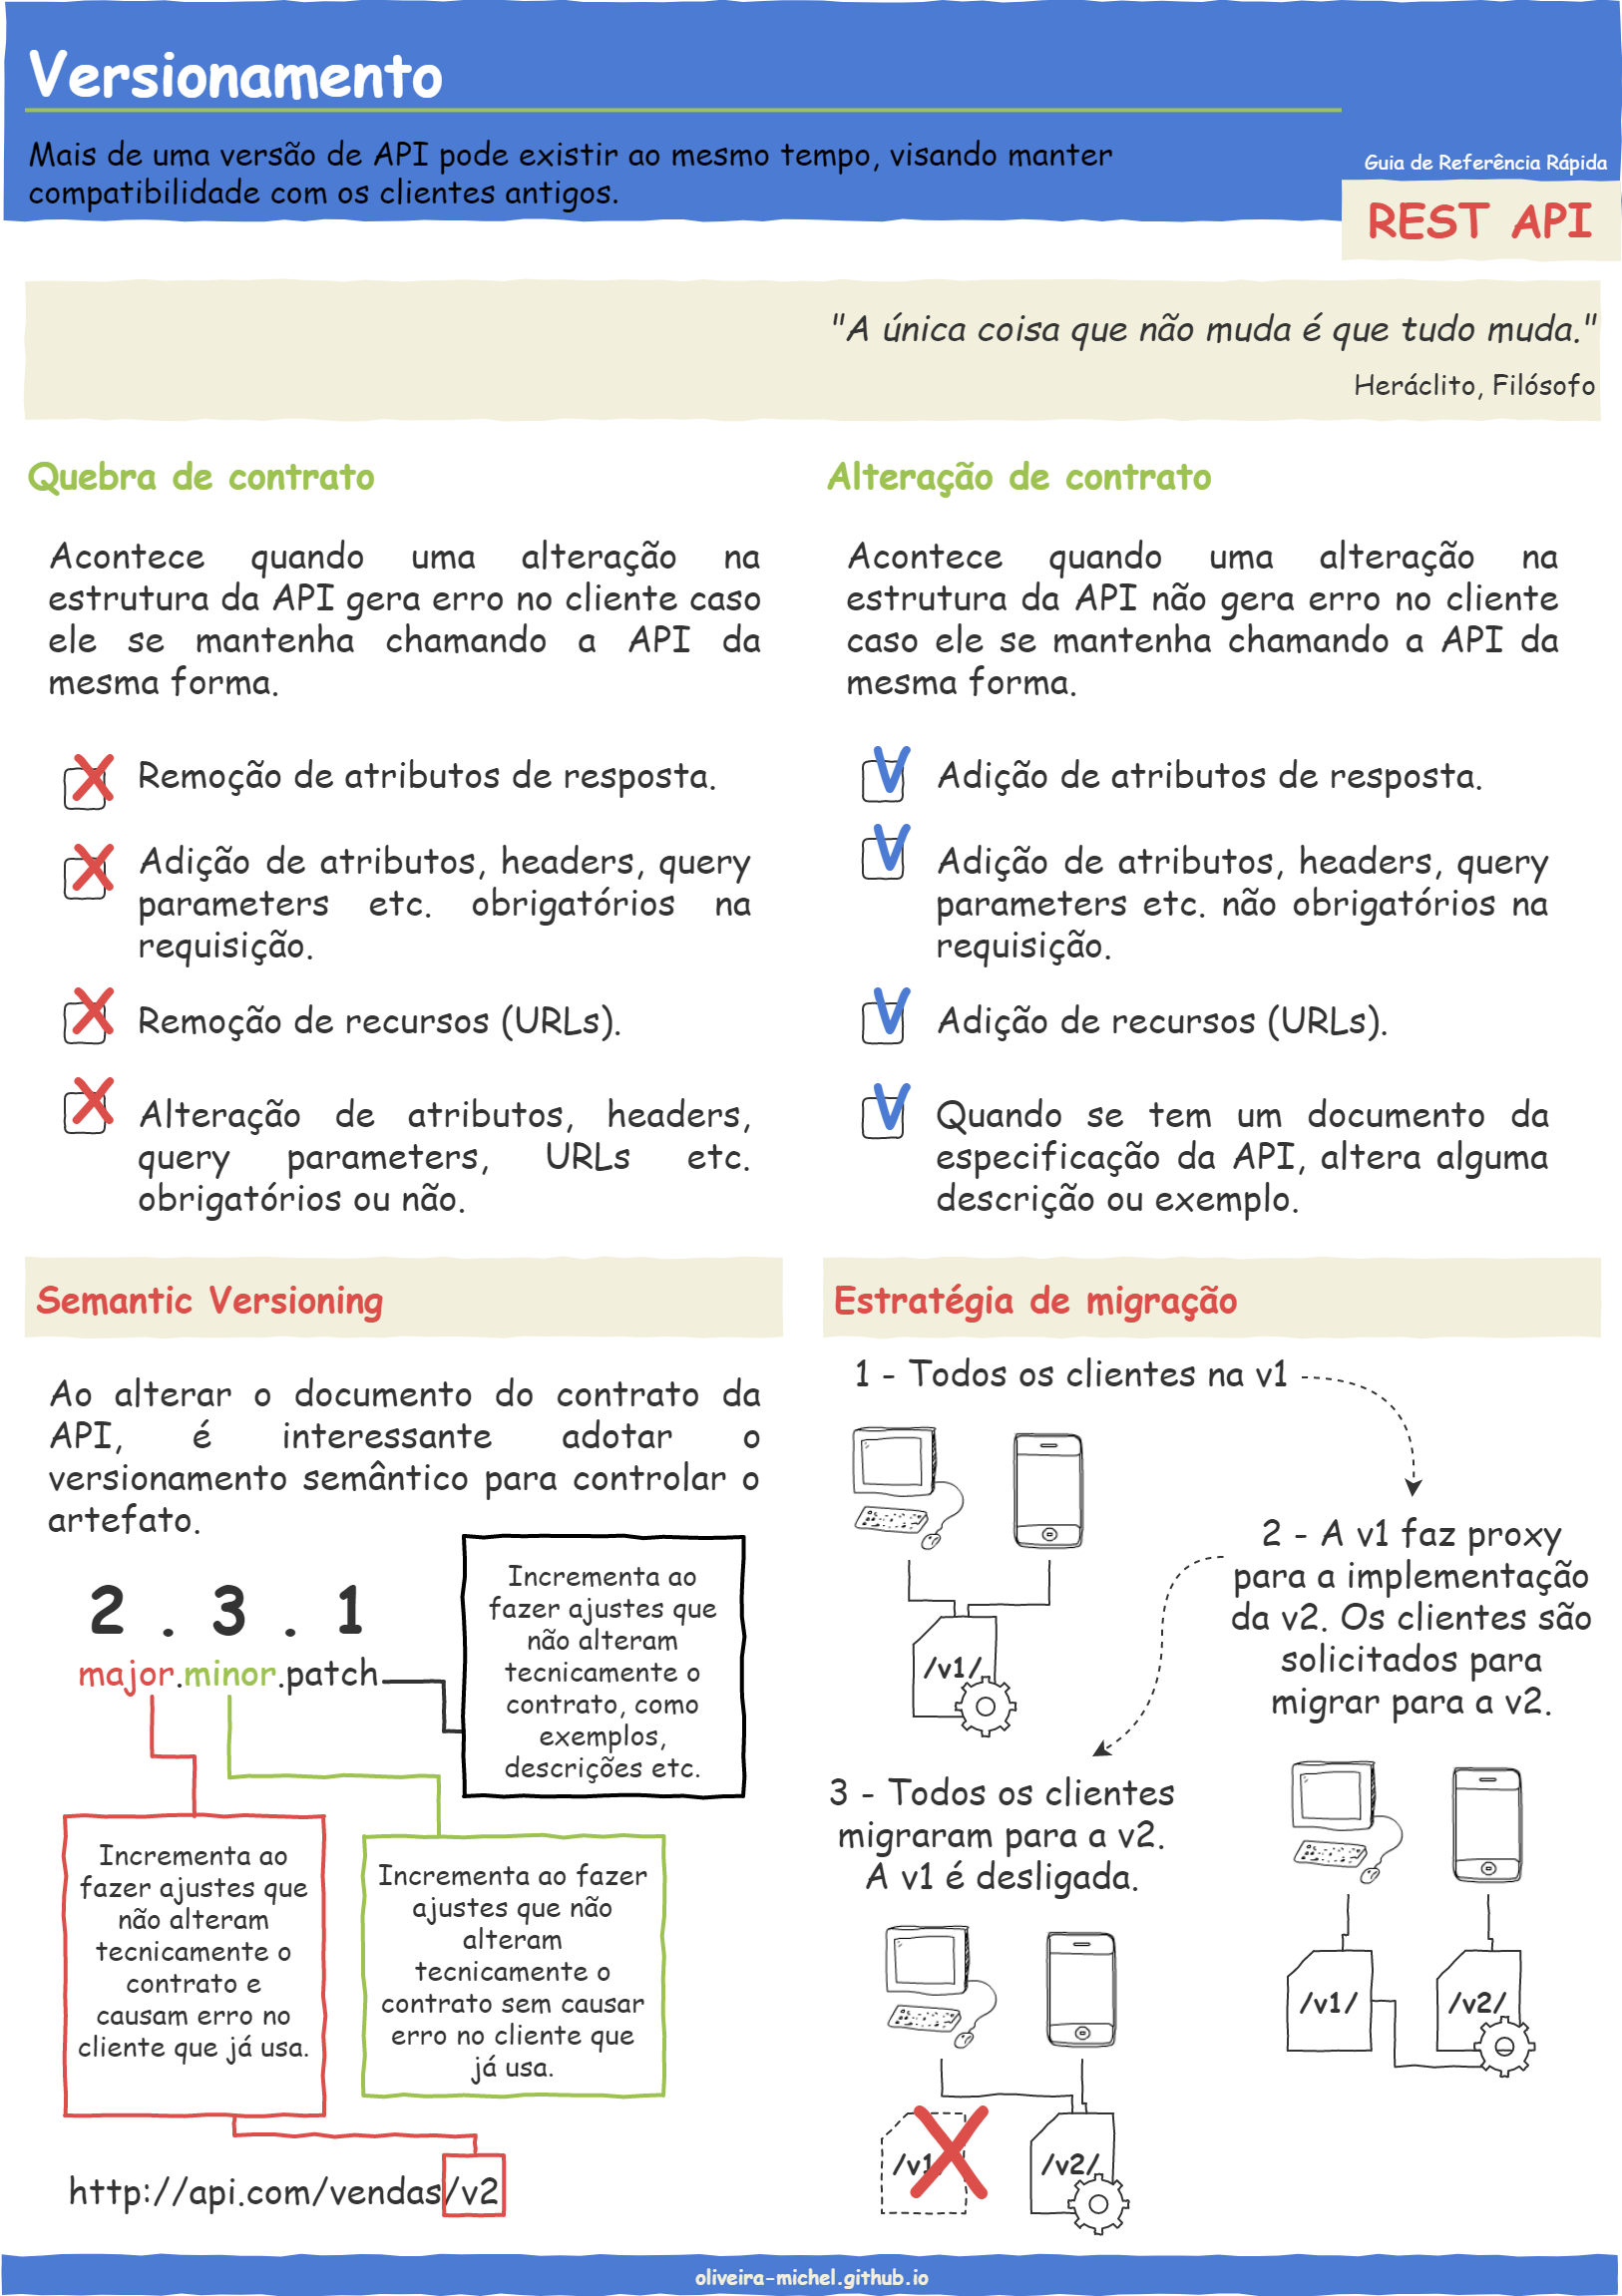 Versionamento
Mais de uma versão de API pode existir ao mesmo tempo, visando manter
compatibilidade com os clientes antigos.
Guia de Referência Rápida
REST API
"A única coisa que não muda é que tudo muda."
Heráclito, Filósofo
Quebra de contrato
Acontece quando uma alteração na
estrutura da API gera erro no cliente caso
ele se mantenha chamando a API da
mesma forma.
Remoção de atributos de resposta.
Adição de atributos, headers, query
parameters etc. obrigatórios na
requisição.
Remoção de recursos (URLs).
Alteração de atributos, headers,
query parameters, URLs etc.
obrigatórios ou não.
Alteração de contrato
Acontece quando uma alteração na
estrutura da API não gera erro no cliente
caso ele se mantenha chamando a API da
mesma forma.
Adição de atributos de resposta.
Adição de atributos, headers, query
parameters etc. não obrigatórios na
requisição.
Adição de recursos (URLs).
Quando se tem um documento da
especificação da API, altera alguma
descrição ou exemplo.
Semantic Versioning
Ao alterar o documento do contrato da
API, é interessante adotar o
versionamento semântico para controlar o
artefato.
2 . 3 . 1
major.minor.patch
Incrementa ao
fazer ajustes que
não alteram
tecnicamente o
contrato, como
exemplos,
descrições etc.
Incrementa ao
fazer ajustes que
não alteram
tecnicamente o
contrato e
causam erro no
cliente que já usa.
Incrementa ao fazer
ajustes que não
alteram
tecnicamente o
contrato sem causar
erro no cliente que
já usa.
http://api.com/vendas/v2
Estratégia de migração
1 - Todos os clientes na v1
/v1/
2 - A v1 faz proxy
para a implementação
da v2. Os clientes são
solicitados para
migrar para a v2.
/v1/
/v2/
3 - Todos os clientes
migraram para a v2.
A v1 é desligada.
/v1
/v2/
oliveira-michel.github.io